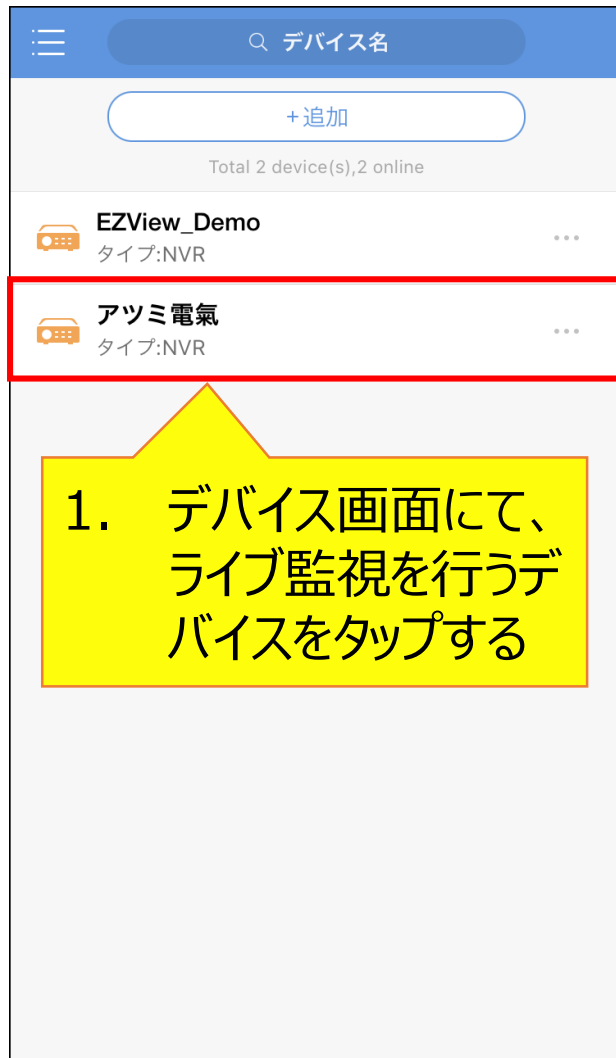 デバイス名
+追加
Total 2 device(s),2 online
EZView_Demo
タイプ:NVR
アツミ電氣
タイプ:NVR
1. デバイス画面にて、
ライブ監視を行うデ
バイスをタップする